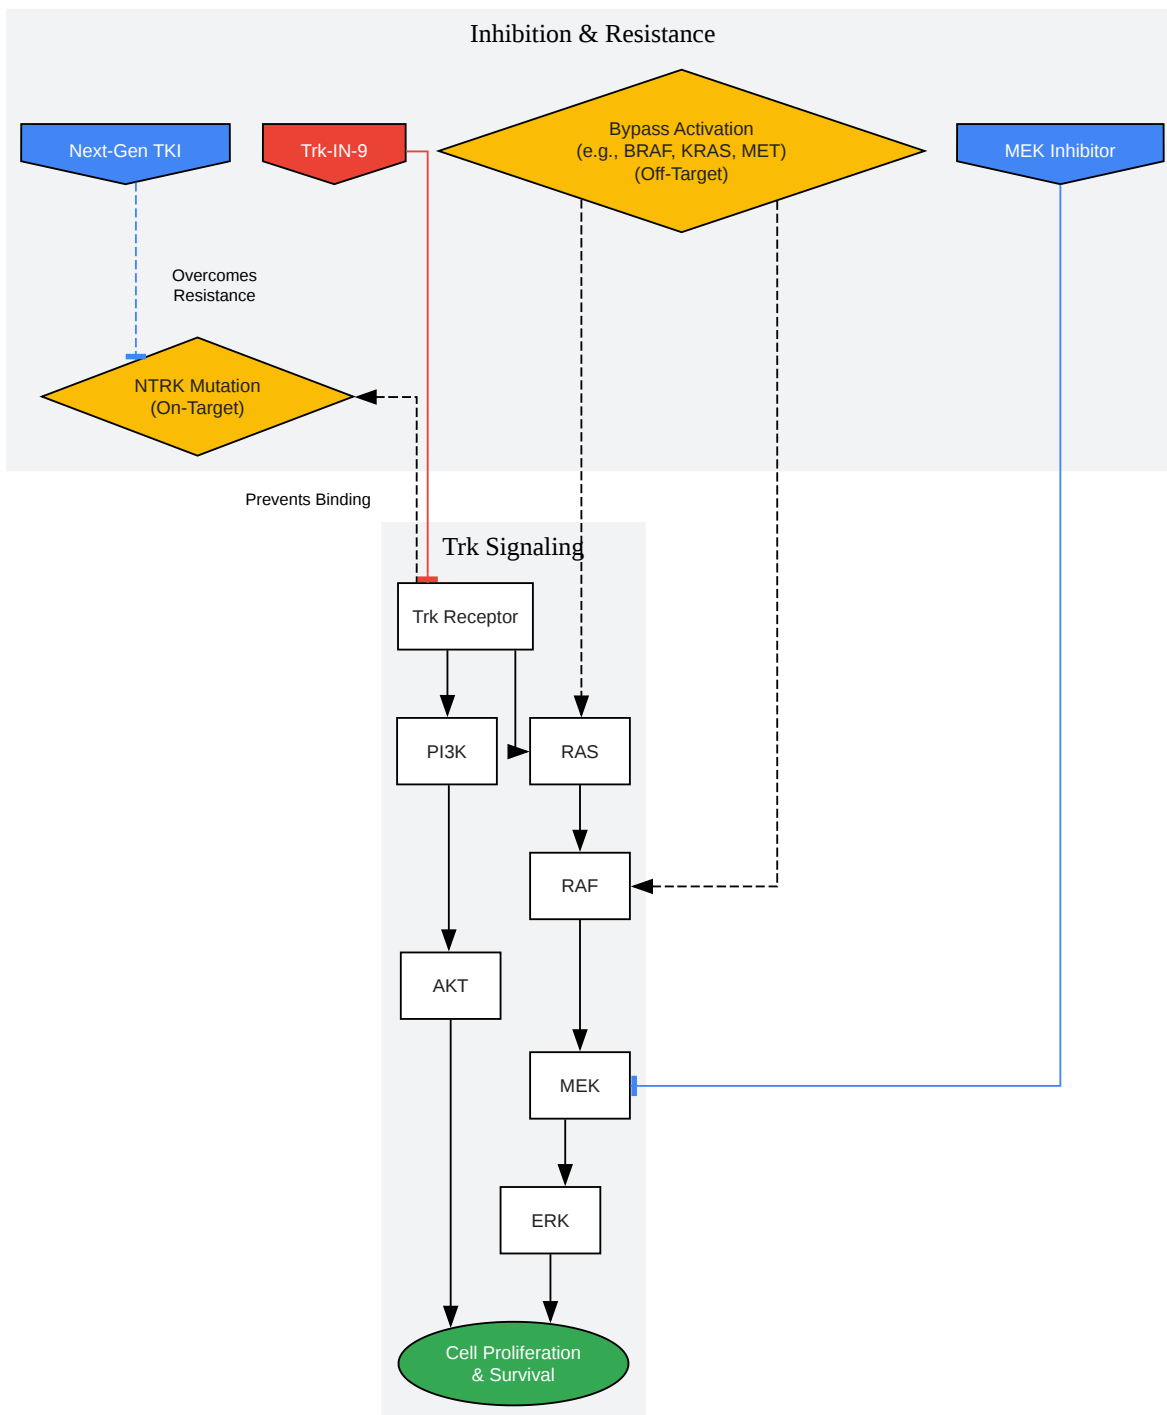 Inhibition & Resistance
Next-Gen TKI
Trk-IN-9
Bypass Activation
(e.g., BRAF, KRAS, MET)
(Off-Target)
MEK Inhibitor
Overcomes
Resistance
NTRK Mutation
(On-Target)
Prevents Binding
Trk Signaling
Trk Receptor
PI3K
RAS
RAF
AKT
MEK
ERK
Cell Proliferation
& Survival